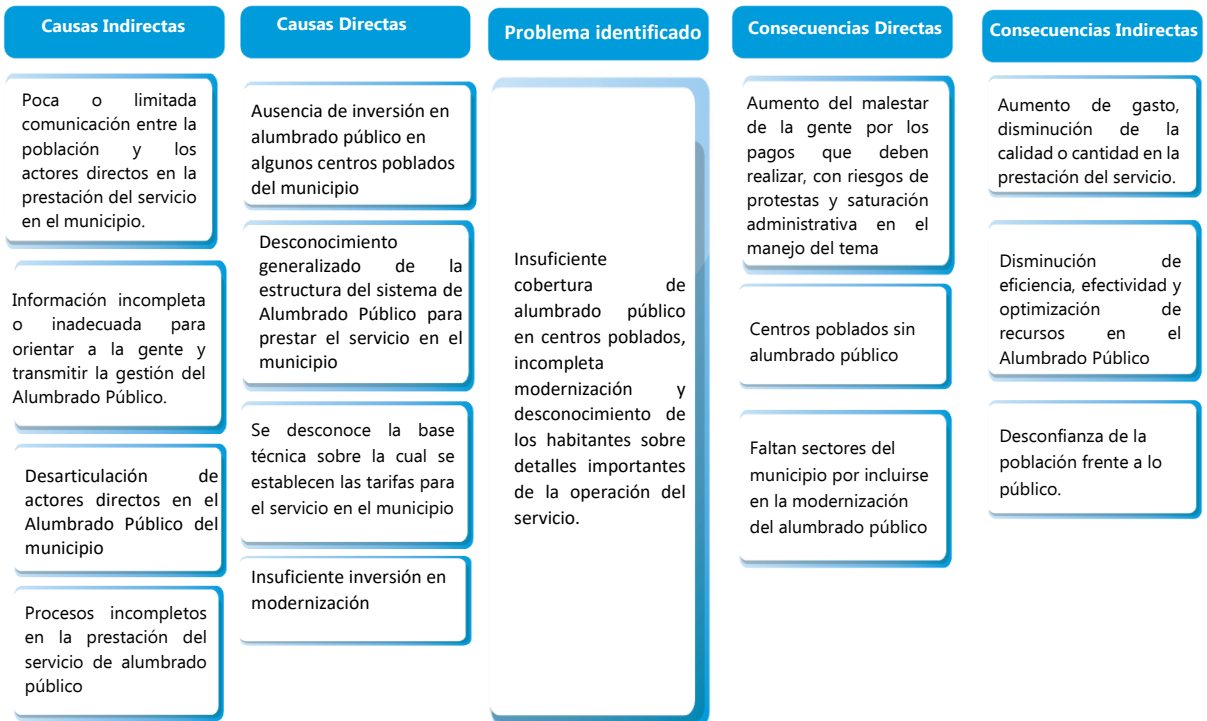 Causas Indirectas
Poca o limitada
comunicación entre la
población y los
actores directos en la
prestación del servicio
en el municipio.
Información incompleta
o inadecuada para
orientar a la gente y
transmitir la gestión del
Alumbrado Público.
Desarticulación de
actores directos en el
Alumbrado Público del
municipio
Procesos incompletos
en la prestación del
servicio de alumbrado
público
Causas Directas
Ausencia de inversión en
alumbrado público en
algunos centros poblados
del municipio
Desconocimiento
generalizado de la
estructura del sistema de
Alumbrado Público para
prestar el servicio en el
municipio
Se desconoce la base
técnica sobre la cual se
establecen las tarifas para
el servicio en el municipio
Insuficiente inversión en
modernización
Problema identificado
Insuficiente
cobertura de
alumbrado público
en centros poblados,
incompleta
modernización y
desconocimiento de
los habitantes sobre
detalles importantes
de la operación del
servicio.
Consecuencias Directas
Aumento del malestar
de la gente por los
pagos que deben
realizar, con riesgos de
protestas y saturación
administrativa en el
manejo del tema
Centros poblados sin
alumbrado público
Faltan sectores del
municipio por incluirse
en la modernización
del alumbrado público
Consecuencias Indirectas
Aumento de gasto,
disminución de la
calidad o cantidad en la
prestación del servicio.
Disminución de
eficiencia, efectividad y
optimización de
recursos en el
Alumbrado Público
Desconfianza de la
población frente a lo
público.